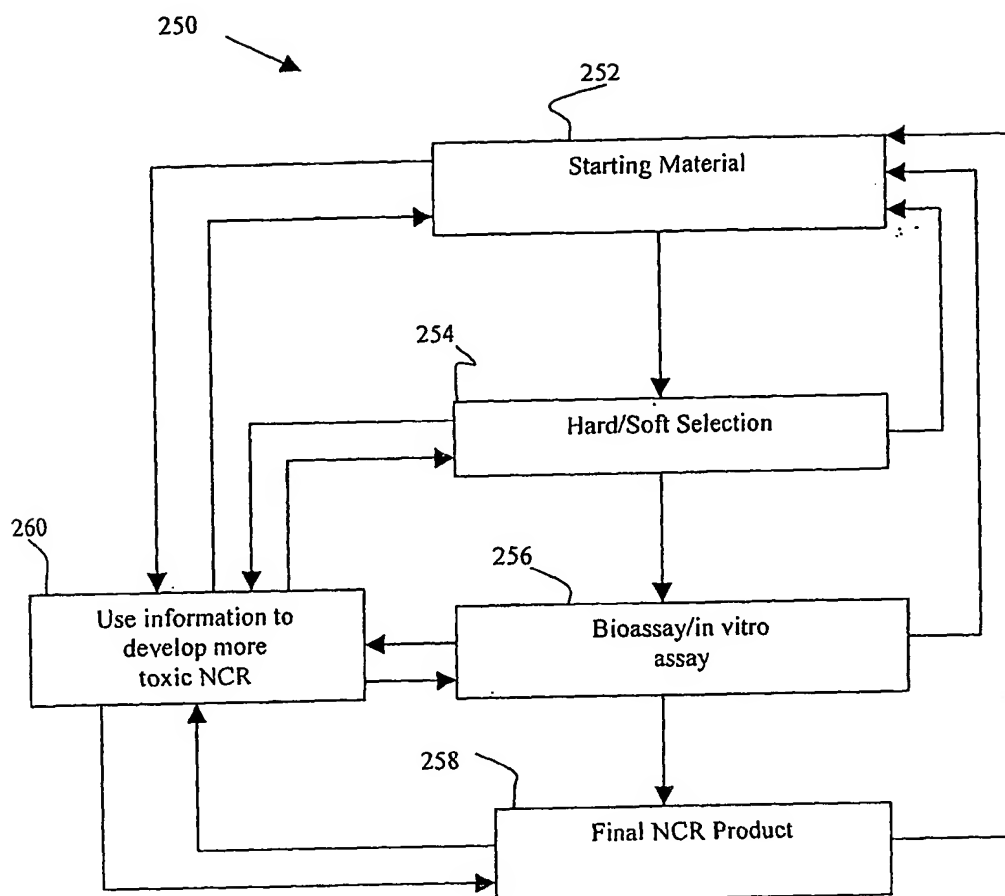 250
252
Starting Material
254
Hard/Soft Selection
260
Use information to
develop more
toxic NCR
256
Bioassay/in vitro
assay
258
Final NCR Product